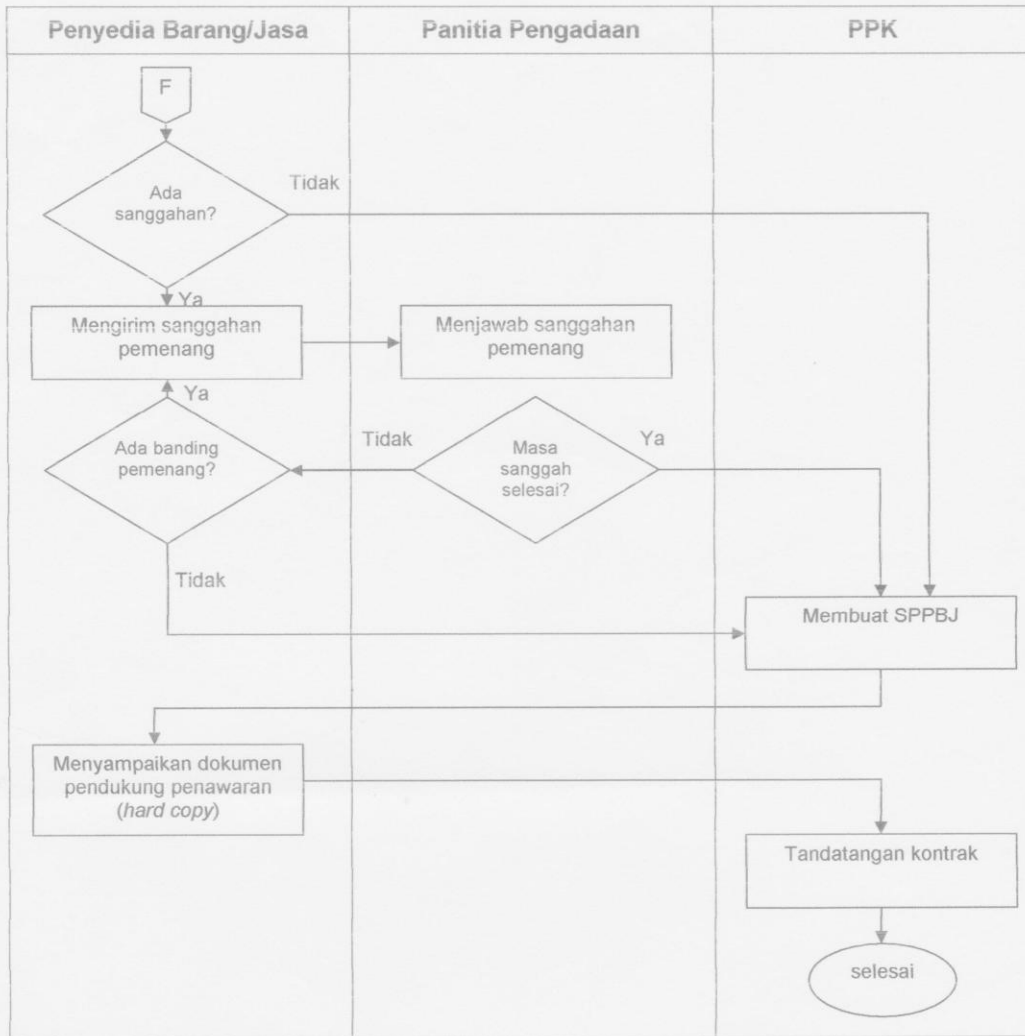 Penyedia Barang/Jasa
Panitia Pengadaan
PPK
F
Ada
sanggahan?
Tidak
Ya
Mengirim sanggahan
pemenang
Menjawab sanggahan
pemenang
Ya
Ada banding
pemenang?
Tidak
Masa
sanggah
selesai?
Ya
Tidak
Membuat SPPBJ
Menyampaikan dokumen
pendukung penawaran
(hard copy)
Tandatangan kontrak
selesai